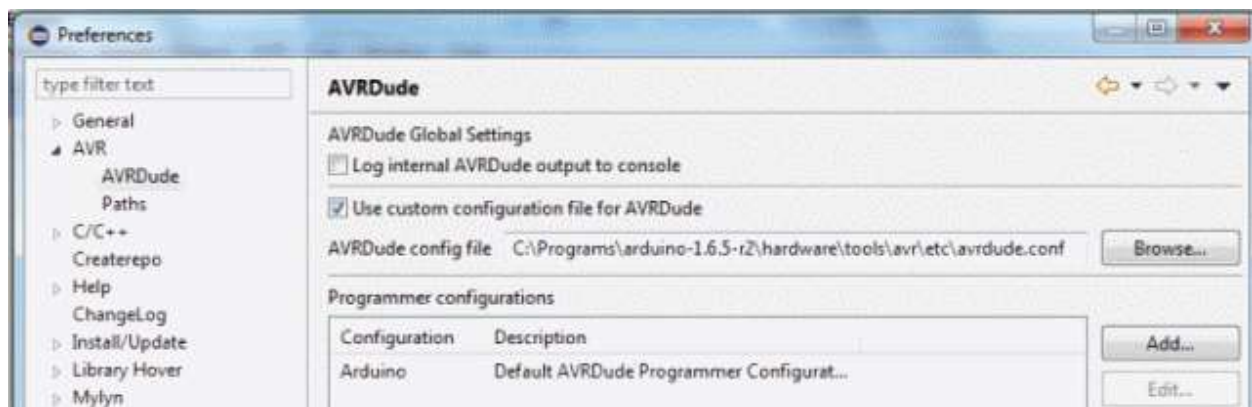 Preferences
type filter text
General
AVR
AVRDude
Paths
C/C++
Createrepo
Help
ChangeLog
Install/Update
Library Hover
Mylyn
AVRDude
AVRDude Global Settings
Log internal AVRDude output to console
Use custom configuration file for AVRDude
AVRDude config file C:\Programs\arduino-1.6.5-r2\hardware\tools\avr\etc\avrdude.conf Browse...
Programmer configurations
Configuration Description
Arduino Default AVRDude Programmer Configurat...
Add...
Edit...